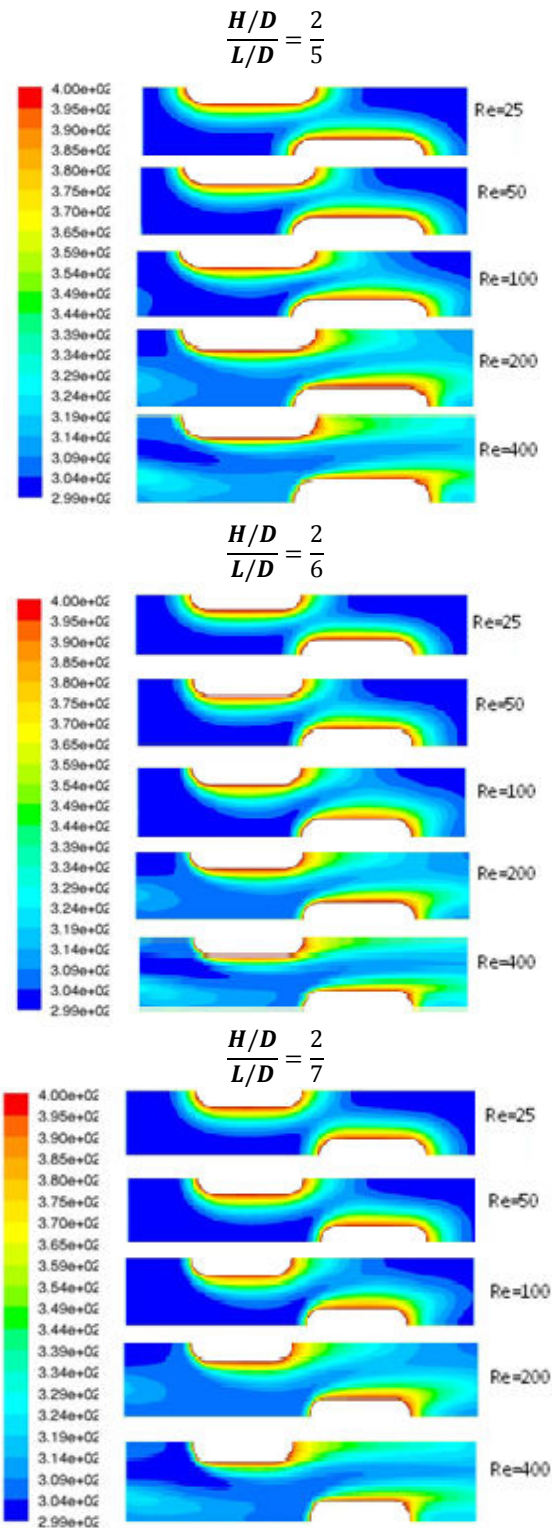 H/D
L/D = 2
5
4.00e+02
3.95e+02
3.90e+02
3.85e+02
3.80e+02
3.75e+02
3.70e+02
3.59e+02
3.54e+02
3.49e+02
3.44e+02
3.39e+02
3.34e+02
3.29e+02
3.24e+02
3.19e+02
3.14e+02
3.09e+02
3.04e+02
2.99e+02
Re=25
Re=50
Re=100
Re=200
Re=400
H/D
L/D = 2
6
4.00e+02
3.95e+02
3.90e+02
3.85e+02
3.80e+02
3.75e+02
3.70e+02
3.65e+02
3.59e+02
3.54e+02
3.49e+02
3.44e+02
3.39e+02
3.34e+02
3.29e+02
3.24e+02
3.19e+02
3.14e+02
3.09e+02
3.04e+02
2.99e+02
Re=25
Re=50
Re=100
Re=200
Re=400
H/D
L/D = 2
7
4.00e+02
3.95e+02
3.90e+02
3.85e+02
3.80e+02
3.75e+02
3.70e+02
3.65e+02
3.59e+02
3.54e+02
3.49e+02
3.44e+02
3.39e+02
3.34e+02
3.29e+02
3.24e+02
3.19e+02
3.14e+02
3.09e+02
3.04e+02
2.99e+02
Re=25
Re=50
Re=100
Re=200
Re=400